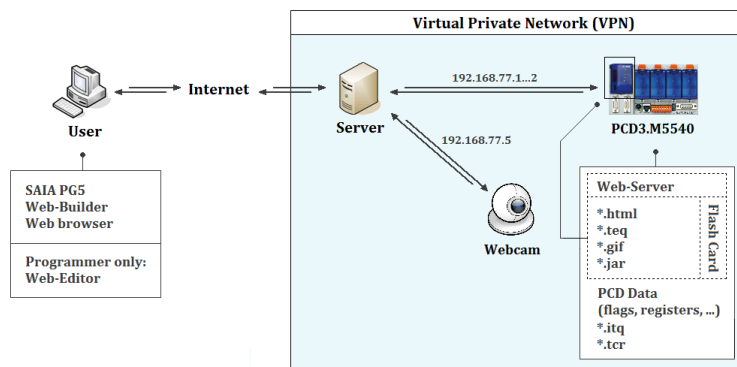 Virtual Private Network (VPN)
User
Internet
Server
192.168.77.1...2
192.168.77.5
PCD3.M5540
Webcam
SAIA PG5
Web-Builder
Web browser
Programmer only:
Web-Editor
Web-Server
*.html
*.teq
*.gif
*.jar
Flash Card
PCD Data
(flags, registers, ...)
*.itq
*.tcr